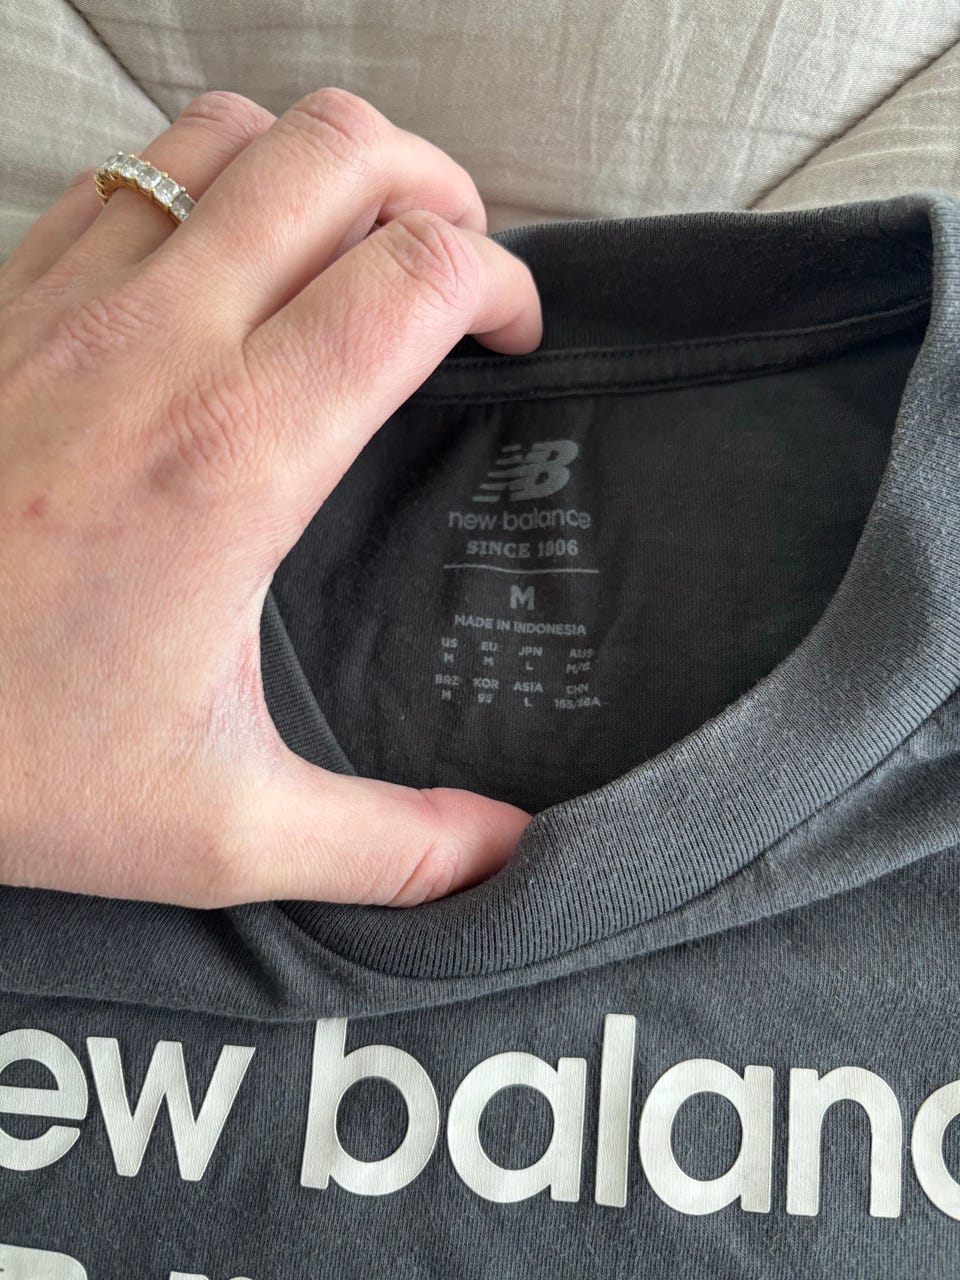 new balance
SINCE 1906
M
MADE IN INDONESIA
US EU JPN AUS
M M L M/
BRZ KOR ASIA CHN
M 95 L 165/88A
ew balanc